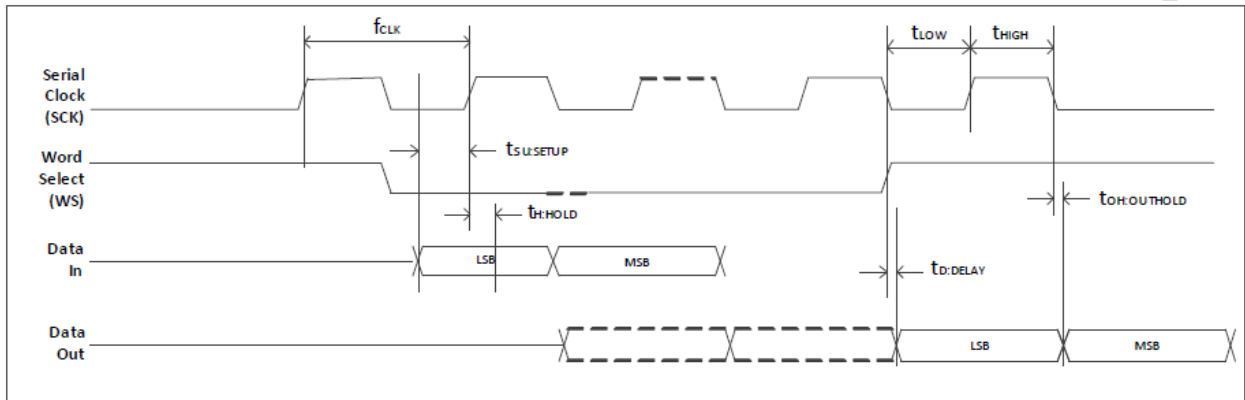 fCLK
tLOW
tHIGH
Serial
Clock
(SCK)
tSU:SETUP
Word
Select
(WS)
tH:HOLD
tOH:OUTHOLD
Data
In
LSB
MSB
tD:DELAY
Data
Out
LSB
MSB